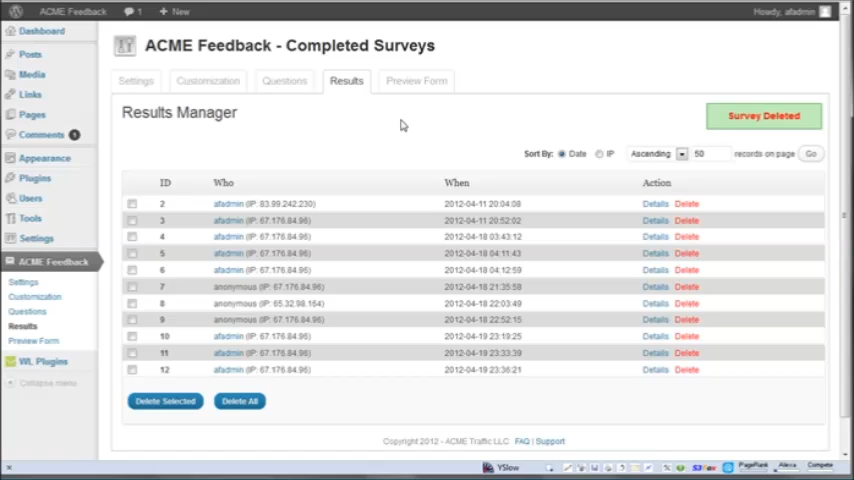 ACME Feedback 1 + New Howdy, afadmin
Dashboard
Posts
Media
Links
Pages
Comments 1
Appearance
Plugins
Users
Tools
Settings
ACME Feedback
Settings
Customization
Questions
Results
Preview Form
WL Plugins
Collapse menu
ACME Feedback - Completed Surveys
Settings Customization Questions Results Preview Form
Results Manager
Survey Deleted
Sort By: Date IP Ascending 50 records on page Go
ID Who When Action
2 afadmin (IP: 83.99.242.230) 2012-04-11 20:04:08 Details Delete
3 afadmin (IP: 67.176.84.96) 2012-04-11 20:52:02 Details Delete
4 afadmin (IP: 67.176.84.96) 2012-04-18 03:43:12 Details Delete
5 afadmin (IP: 67.176.84.96) 2012-04-18 04:11:43 Details Delete
6 afadmin (IP: 67.176.84.96) 2012-04-18 04:12:59 Details Delete
7 anonymous (IP: 67.176.84.96) 2012-04-18 21:35:58 Details Delete
8 anonymous (IP: 65.32.98.164) 2012-04-18 22:03:49 Details Delete
9 anonymous (IP: 67.176.84.96) 2012-04-18 22:52:15 Details Delete
10 afadmin (IP: 67.176.84.96) 2012-04-19 23:19:25 Details Delete
11 afadmin (IP: 67.176.84.96) 2012-04-19 23:33:39 Details Delete
12 afadmin (IP: 67.176.84.96) 2012-04-19 23:36:21 Details Delete
Delete Selected Delete All
Copyright 2012 - ACME Traffic LLC FAQ | Support
YSlow PageRank Alexa Compete